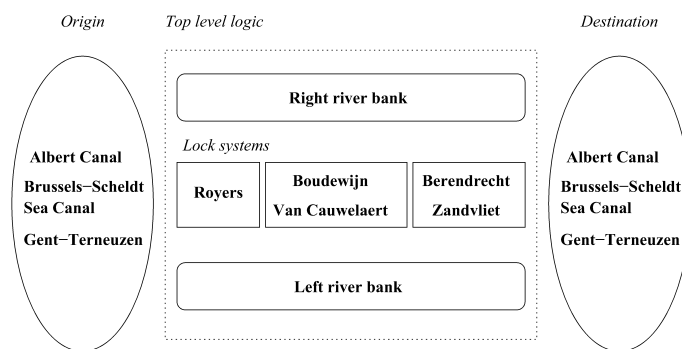 Origin
Top level logic
Destination
Right river bank
Lock systems
Albert Canal
Brussels−Scheldt
Sea Canal
Gent−Terneuzen
Royers
Boudewijn
Van Cauwelaert
Berendrecht
Zandvliet
Left river bank
Albert Canal
Brussels−Scheldt
Sea Canal
Gent−Terneuzen